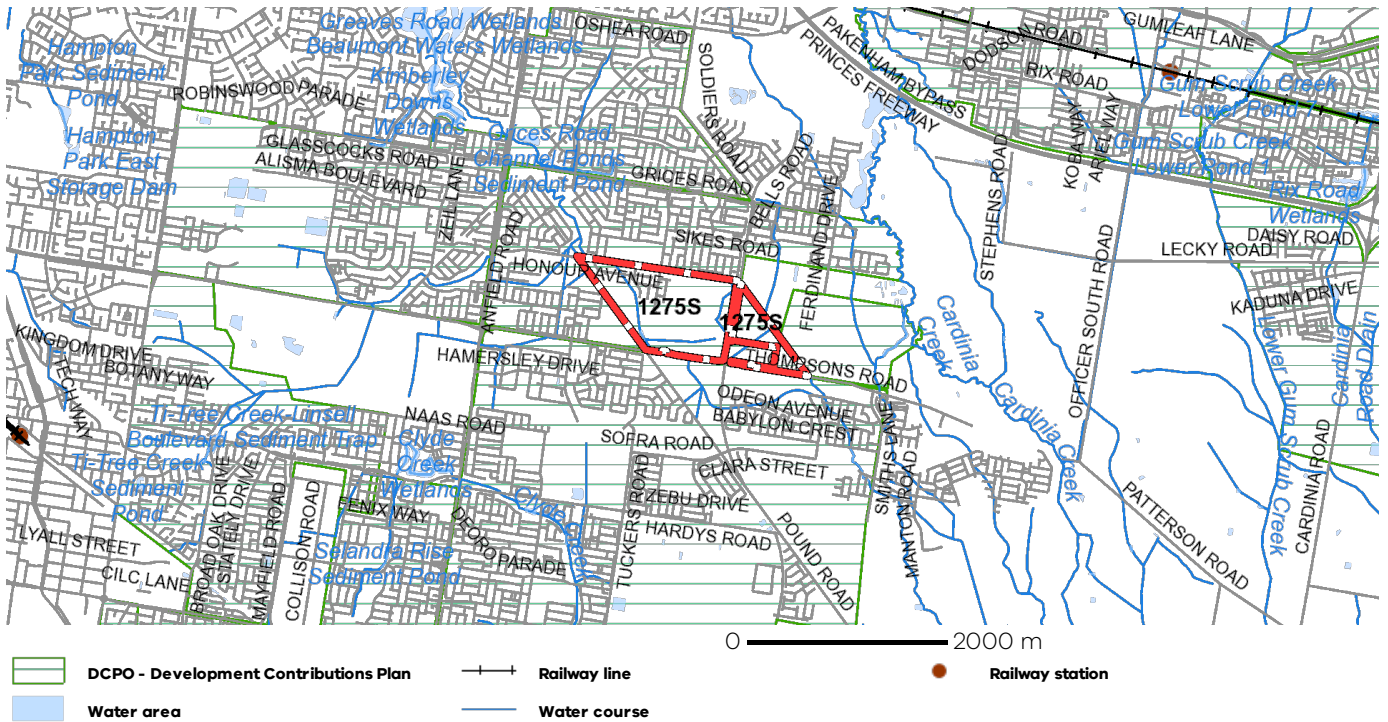 Greaves Road Wetlands
Beaumont Waters Wetlands
OSHEA ROAD
Hampton
Park Sediment
Pond
Kimberley
Downs
Wetlands
ROBINSWOOD PARADE
SOLDIERS ROAD
PAKENHAM BYPASS
PRINCES FREEWAY
DODSON ROAD
GUMLEAF LANE
RIX ROAD
Gum Scrub Creek
Lower Pond 7
Hampton
Park East
Storage Dam
GLASSCOCKS ROAD
ALISMA BOULEVARD
Grices Road
Channel Ponds
Sediment Pond
GRICES ROAD
BELLS ROAD
KOBA WAY
ARIEL WAY
Gum Scrub Creek
Lower Pond 1
Rix Road
Wetlands
ZEIL LANE
SIKES ROAD
FERDINAND DRIVE
STEPHENS ROAD
LECKY ROAD
DAISY ROAD
ANFIELD ROAD
HONOUR AVENUE
1275S
1275S
OFFICER SOUTH ROAD
KADUNA DRIVE
KINGDOM DRIVE
TECH WAY
BOTANY WAY
HAMERSLEY DRIVE
THOMPSONS ROAD
Cardinia
Creek
Cardinia Creek
Lower Gum Scrub Creek
Cardinia
Road Drain
Ti-Tree Creek-Linsell
Boulevard Sediment Trap
NAAS ROAD
ODEON AVENUE
BABYLON CREST
SMITHS LANE
MANTON ROAD
Ti-Tree Creek
Sediment
Pond
Clyde
Creek
Wetlands
SOFRA ROAD
CLARA STREET
CARDINIA ROAD
BROAD OAK DRIVE
STATELY DRIVE
MAYFIELD ROAD
COLLISON ROAD
FENIX WAY
DEORO PARADE
Clyde Creek
TUCKERS ROAD
ZEBU DRIVE
HARDYS ROAD
POUND ROAD
PATTERSON ROAD
LYALL STREET
CILC LANE
Selandra Rise
Sediment Pond
0 2000 m
DCPO - Development Contributions Plan
Railway line
Railway station
Water area
Water course